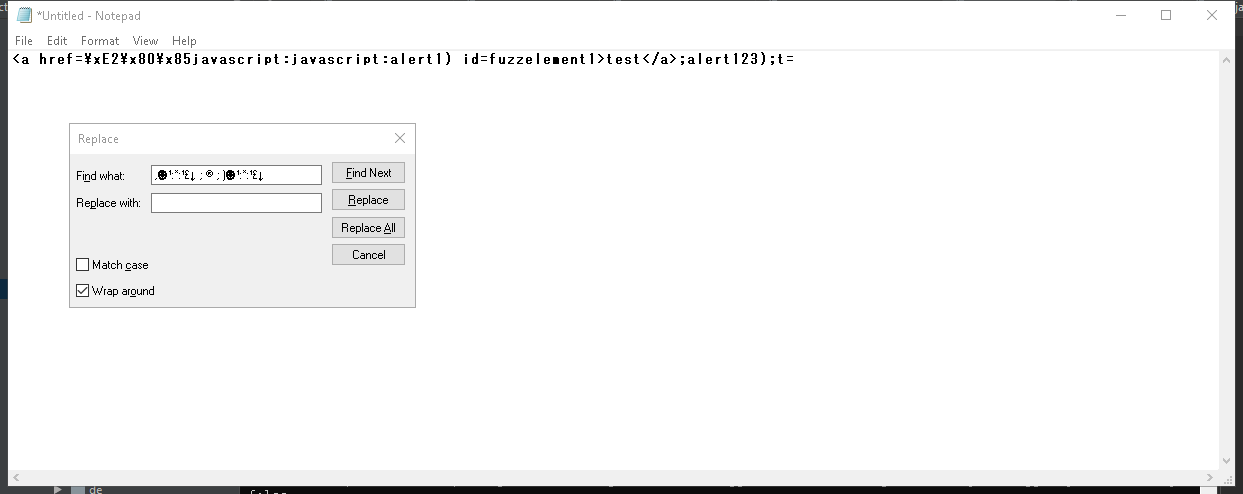 *Untitled - Notepad
File Edit Format View Help
<a href=¥xE2¥x80¥x85javascript:javascript:alert1) id=fuzzelement1>test</a>;alert123);t=
Replace
Find what:
Find Next
Replace with:
Replace
Replace All
Cancel
Match case
Wrap around
de